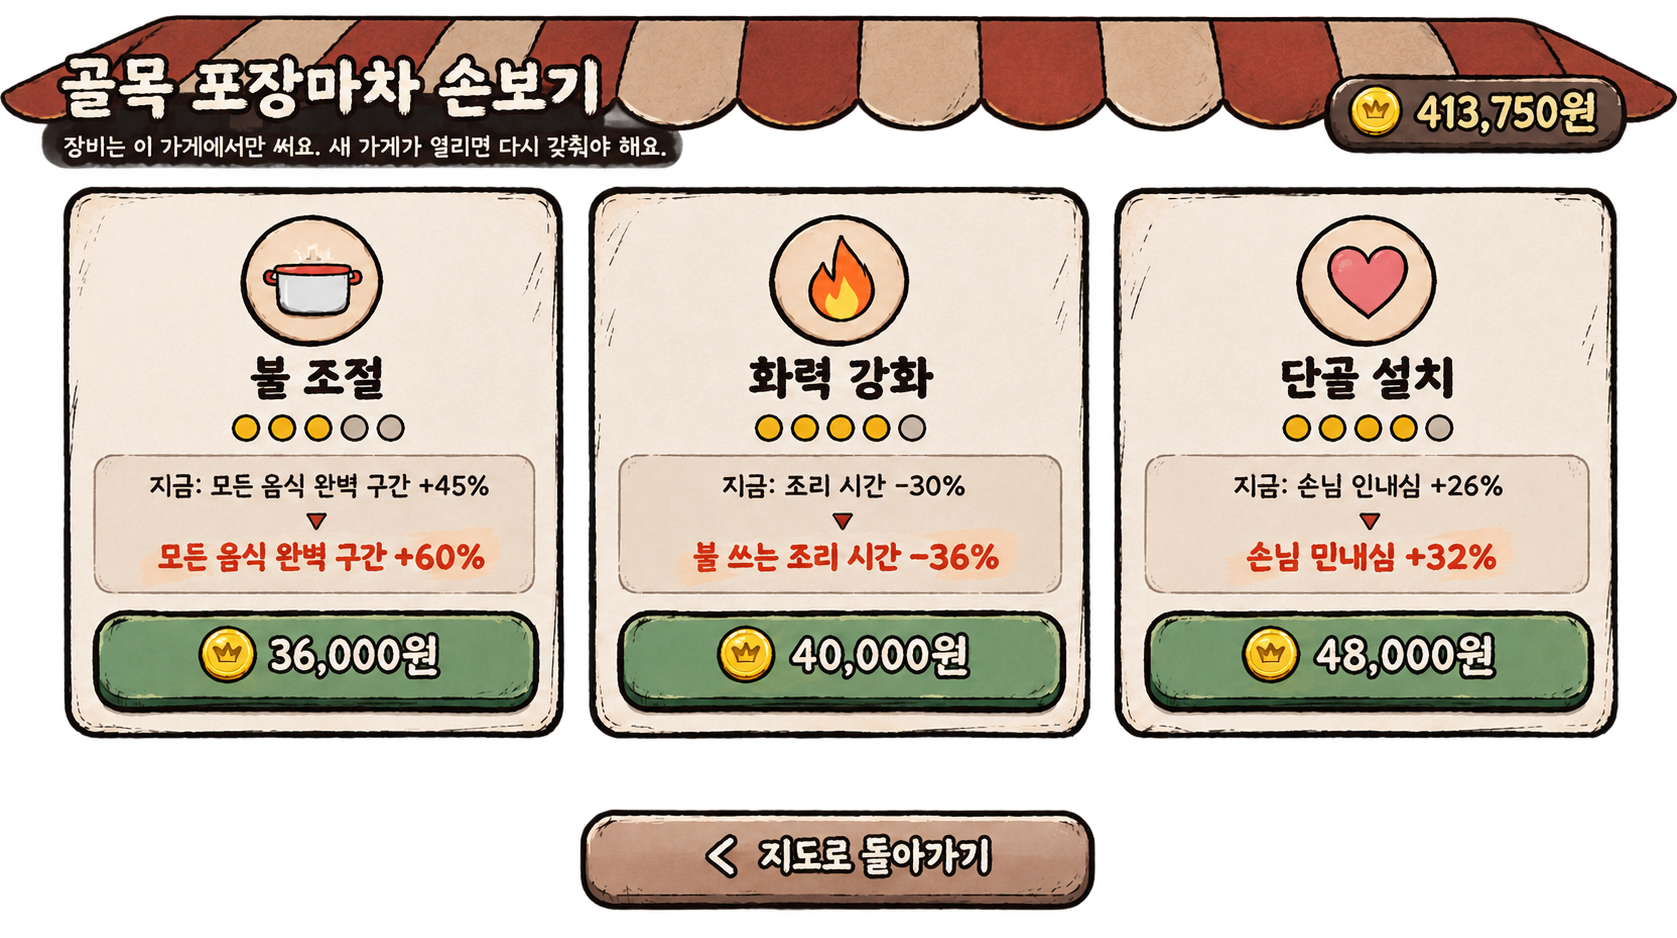 골목 포장마차 손보기
413,750원
장비는 이 가게에서만 써요. 새 가게가 열리면 다시 갖춰야 해요.
불 조절
지금: 모든 음식 완벽 구간 +45%
모든 음식 완벽 구간 +60%
36,000원
화력 강화
지금: 조리 시간 -30%
불 쓰는 조리 시간 -36%
40,000원
단골 설치
지금: 손님 인내심 +26%
손님 민내심 +32%
48,000원
< 지도로 돌아가기